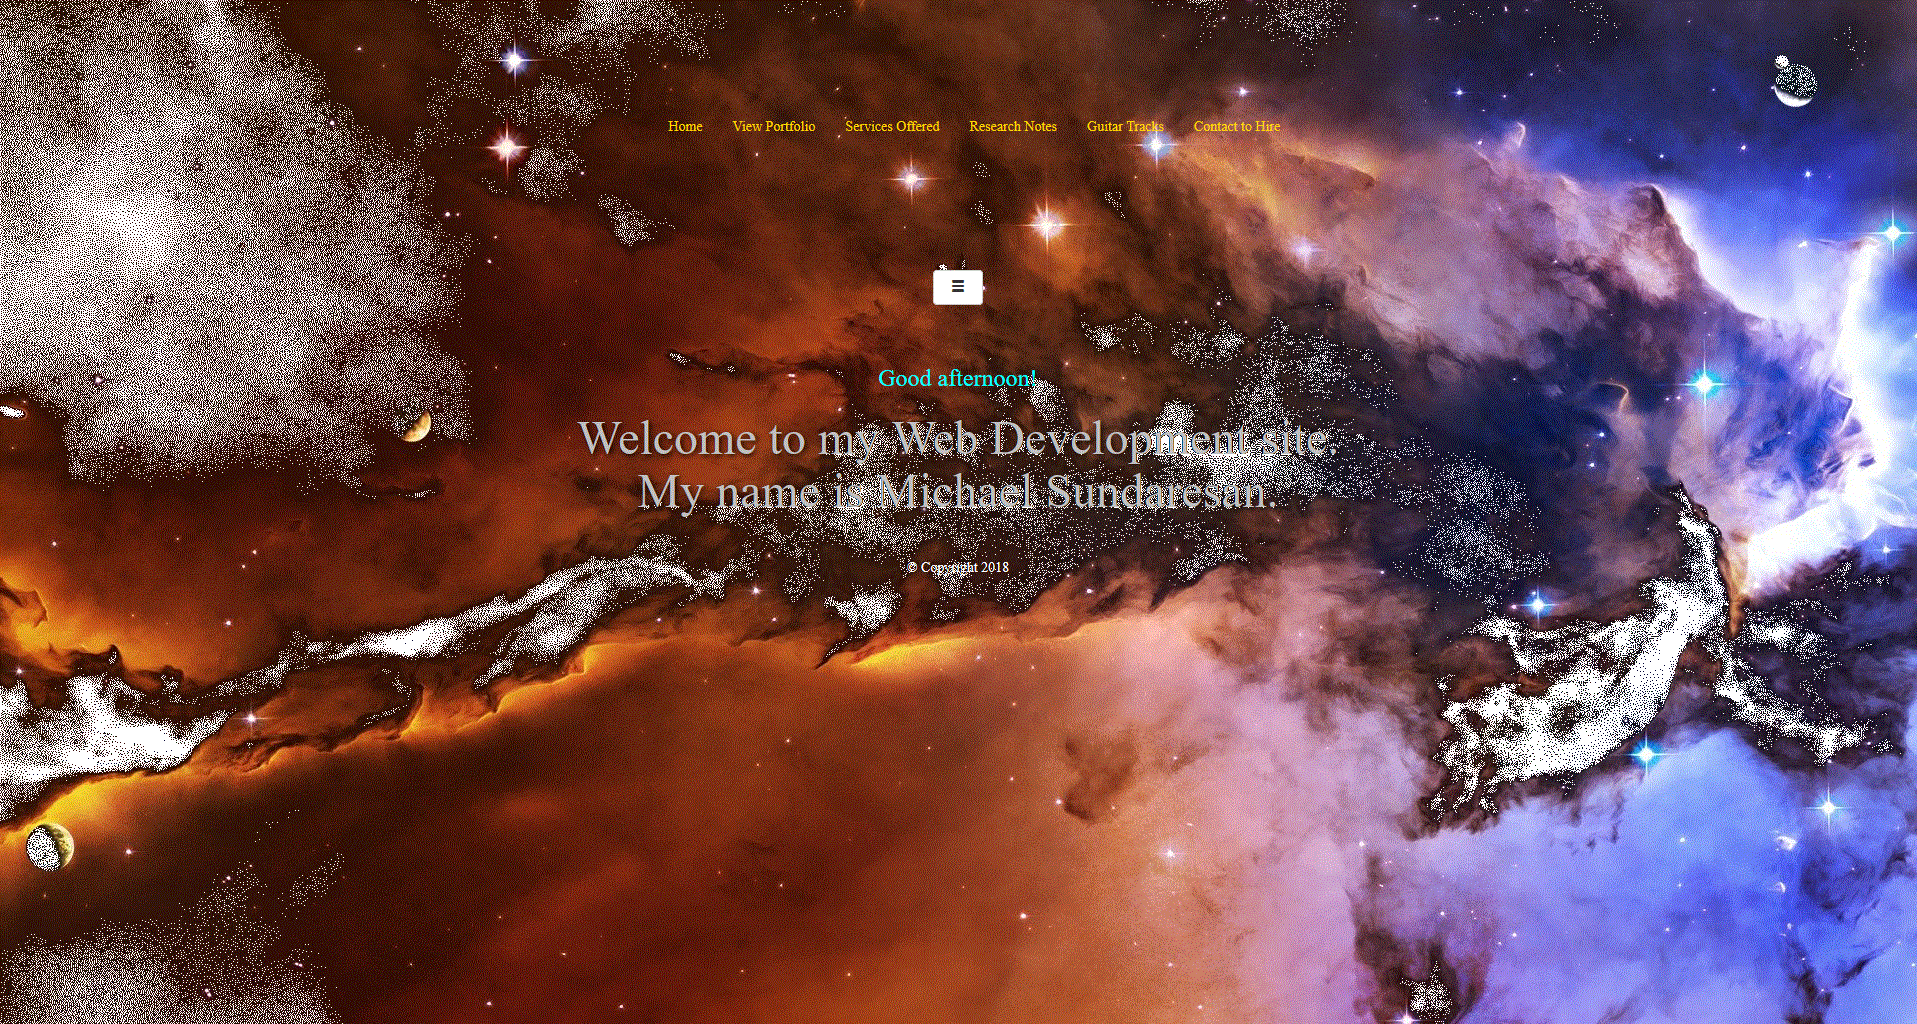 Home View Portfolio Services Offered Research Notes Guitar Tracks Contact to Hire
Good afternoon!
Welcome to my Web Development site.
My name is Michael Sundaresan.
© Copyright 2018